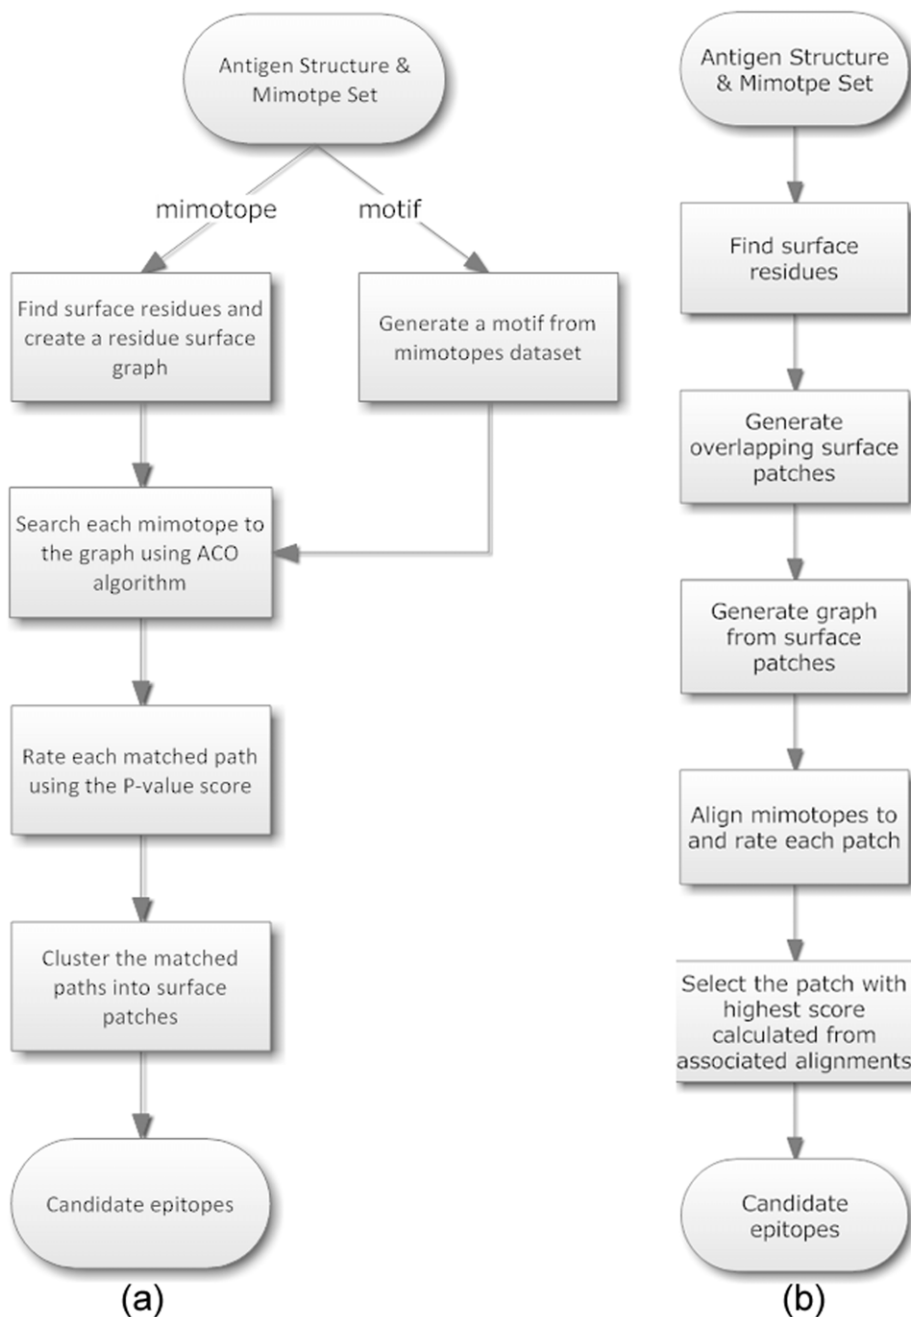 Antigen Structure &
Mimotpe Set
mimotope
motif
Find surface residues and
create a residue surface
graph
Generate a motif from
mimotopes dataset
Search each mimotope to
the graph using ACO
algorithm
Rate each matched path
using the P-value score
Cluster the matched
paths into surface
patches
Candidate epitopes
(a)
Antigen Structure
& Mimotpe Set
Find surface
residues
Generate
overlapping surface
patches
Generate graph
from surface
patches
Align mimotopes to
and rate each patch
Select the patch with
highest score
calculated from
associated alignments
Candidate
epitopes
(b)